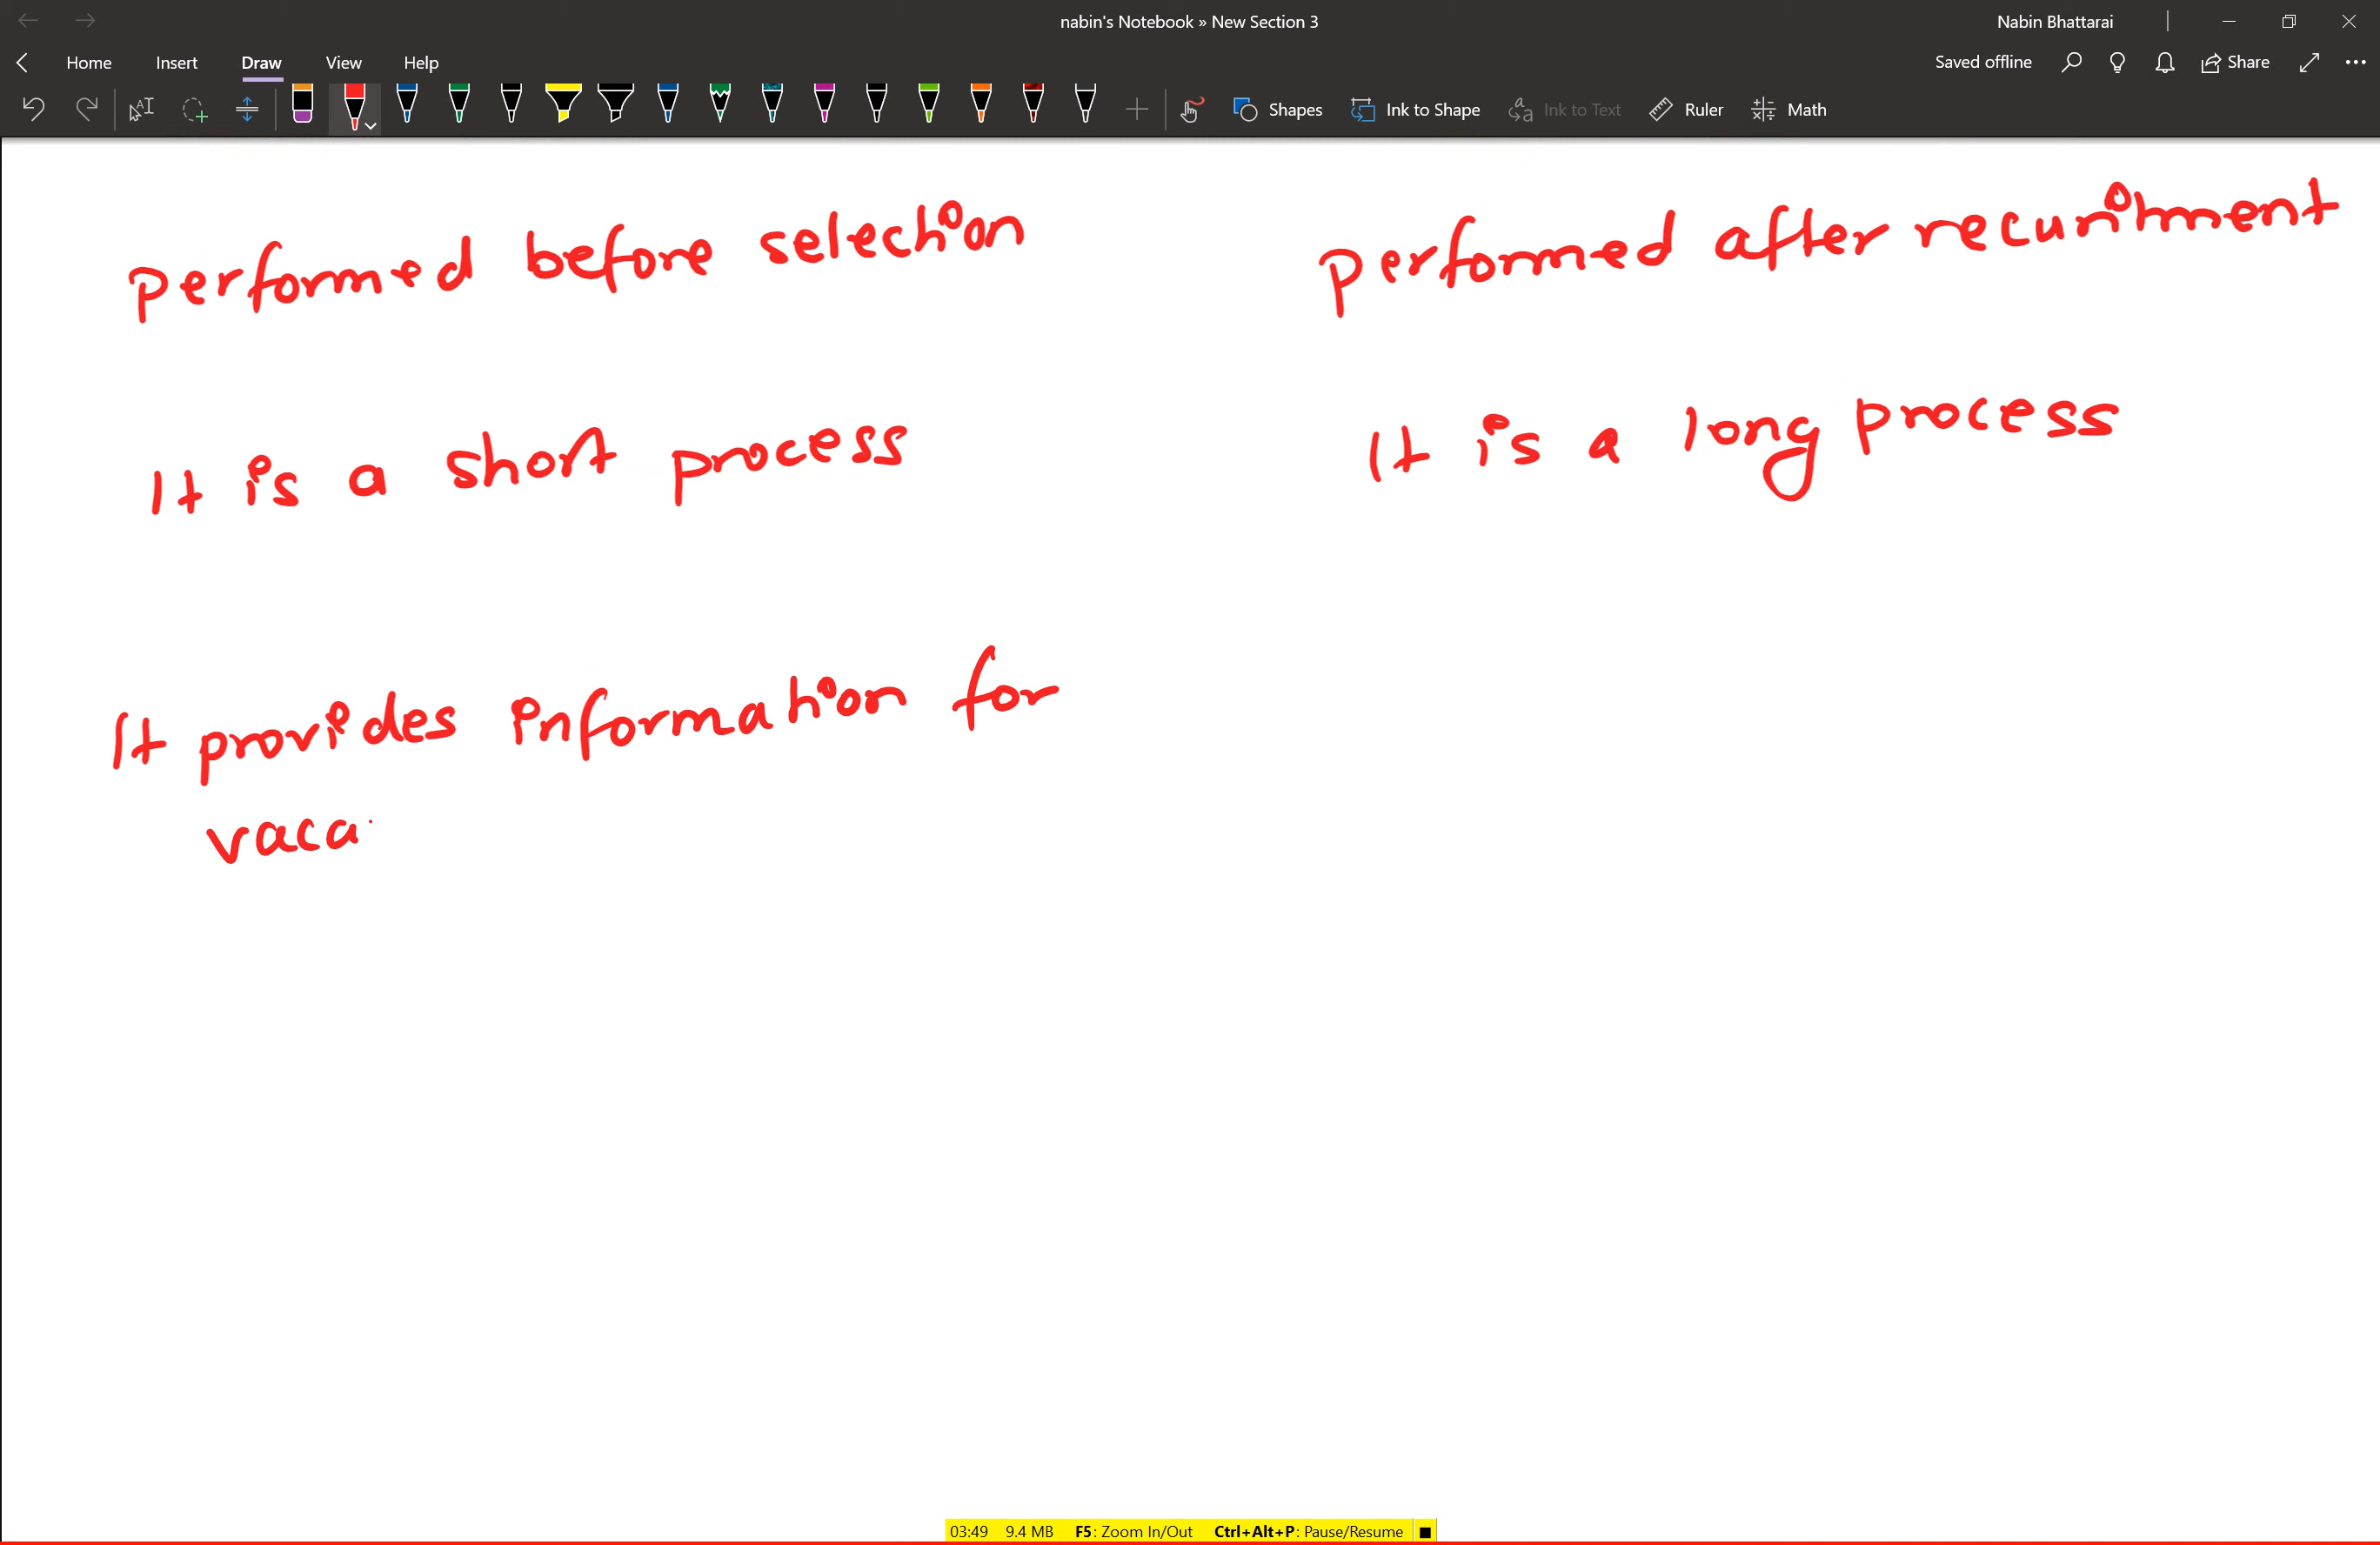 nabin's Notebook » New Section 3
Nabin Bhattarai
Home Insert Draw View Help
Saved offline
Share
Shapes Ink to Shape Ink to Text Ruler Math
performed before selection
performed after recuritment
It is a short process
It is a long process
It provides information for
vaca
03:49 9.4 MB F5: Zoom In/Out Ctrl+Alt+P: Pause/Resume